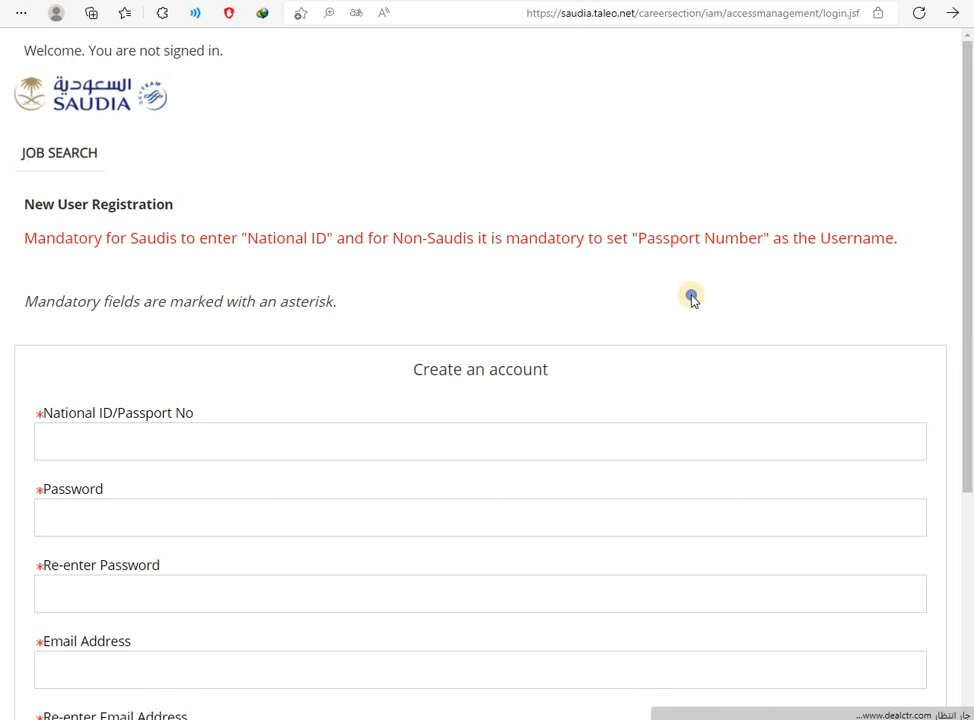 https://saudia.taleo.net/careersection/iam/accessmanagement/login.jsf
Welcome. You are not signed in.
السعودية
SAUDIA
JOB SEARCH
New User Registration
Mandatory for Saudis to enter "National ID" and for Non-Saudis it is mandatory to set "Passport Number" as the Username.
Mandatory fields are marked with an asterisk.
Create an account
*National ID/Passport No
*Password
*Re-enter Password
*Email Address
*Re-enter Email Address
جار انتظار www.dealctr.com...